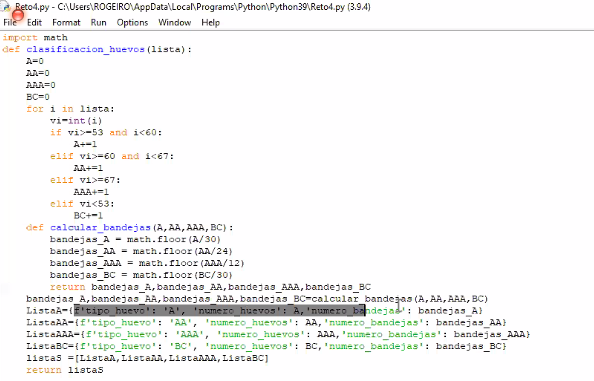 Reto4.py - C:\Users\ROGEIRO\AppData\Local\Programs\Python\Python39\Reto4.py (3.9.4)
File Edit Format Run Options Window Help
import math
def clasificacion_huevos(lista):
    A=0
    AA=0
    AAA=0
    BC=0
    for i in lista:
        vi=int(i)
        if vi>=53 and i<60:
            A+=1
        elif vi>=60 and i<67:
            AA+=1
        elif vi>=67:
            AAA+=1
        elif vi<53:
            BC+=1
    def calcular_bandejas(A,AA,AAA,BC):
        bandejas_A = math.floor(A/30)
        bandejas_AA = math.floor(AA/24)
        bandejas_AAA = math.floor(AAA/12)
        bandejas_BC = math.floor(BC/30)
        return bandejas_A,bandejas_AA,bandejas_AAA,bandejas_BC
    bandejas_A,bandejas_AA,bandejas_AAA,bandejas_BC=calcular_bandejas(A,AA,AAA,BC)
    ListaA={f'tipo_huevo': 'A', 'numero_huevos': A,'numero_bandejas': bandejas_A}
    ListaAA={f'tipo_huevo': 'AA', 'numero_huevos': AA,'numero_bandejas': bandejas_AA}
    ListaAAA={f'tipo_huevo': 'AAA', 'numero_huevos': AAA,'numero_bandejas': bandejas_AAA}
    ListaBC={f'tipo_huevo': 'BC', 'numero_huevos': BC,'numero_bandejas': bandejas_BC}
    listaS =[ListaA,ListaAA,ListaAAA,ListaBC]
    return listaS